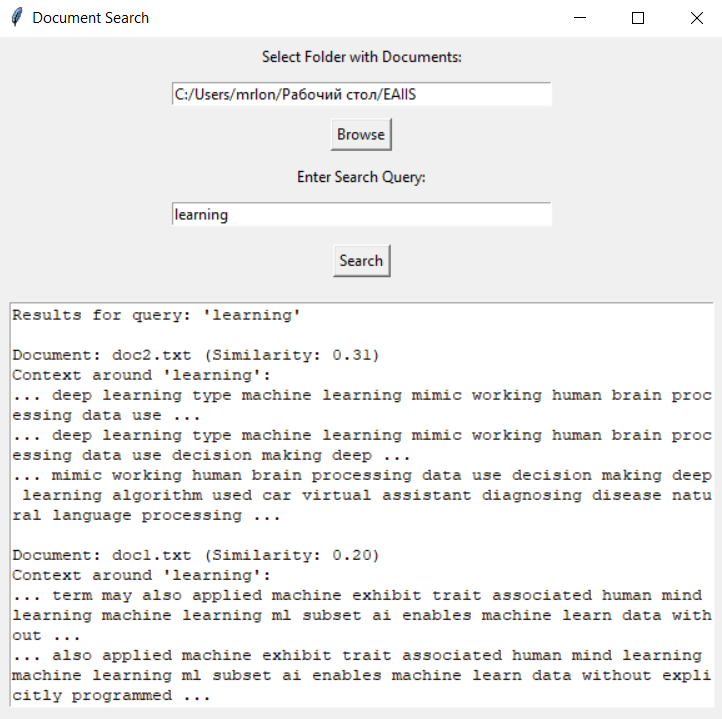 Document Search
Select Folder with Documents:
C:/Users/mrlon/Рабочий стол/EAIIS
Browse
Enter Search Query:
learning
Search
Results for query: 'learning'
Document: doc2.txt (Similarity: 0.31)
Context around 'learning':
... deep learning type machine learning mimic working human brain proc
essing data use ...
... deep learning type machine learning mimic working human brain proc
essing data use decision making deep ...
... mimic working human brain processing data use decision making deep
learning algorithm used car virtual assistant diagnosing disease natu
ral language processing ...
Document: doc1.txt (Similarity: 0.20)
Context around 'learning':
... term may also applied machine exhibit trait associated human mind
learning machine learning ml subset ai enables machine learn data with
out ...
... also applied machine exhibit trait associated human mind learning
machine learning ml subset ai enables machine learn data without expli
citly programmed ...